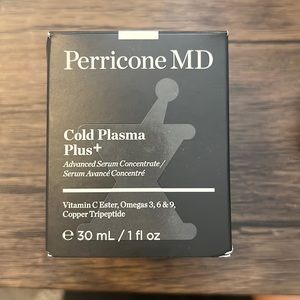 Perricone MD
Cold Plasma
Plus+
Advanced Serum Concentrate/
Serum Avancé Concentré
Vitamin C Ester, Omegas 3, 6 & 9,
Copper Tripeptide
℮ 30 mL / 1 fl oz